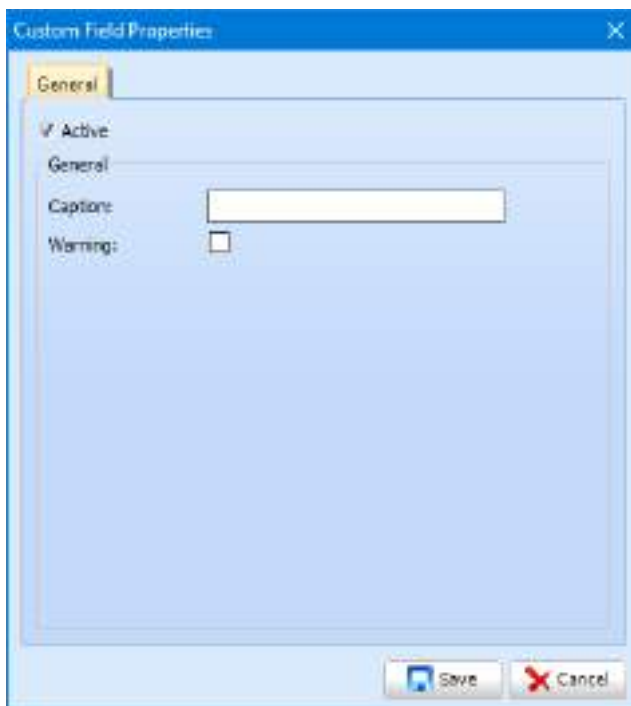 Custom Field Properties
General
Active
General
Caption:
Warning:
Save
Cancel